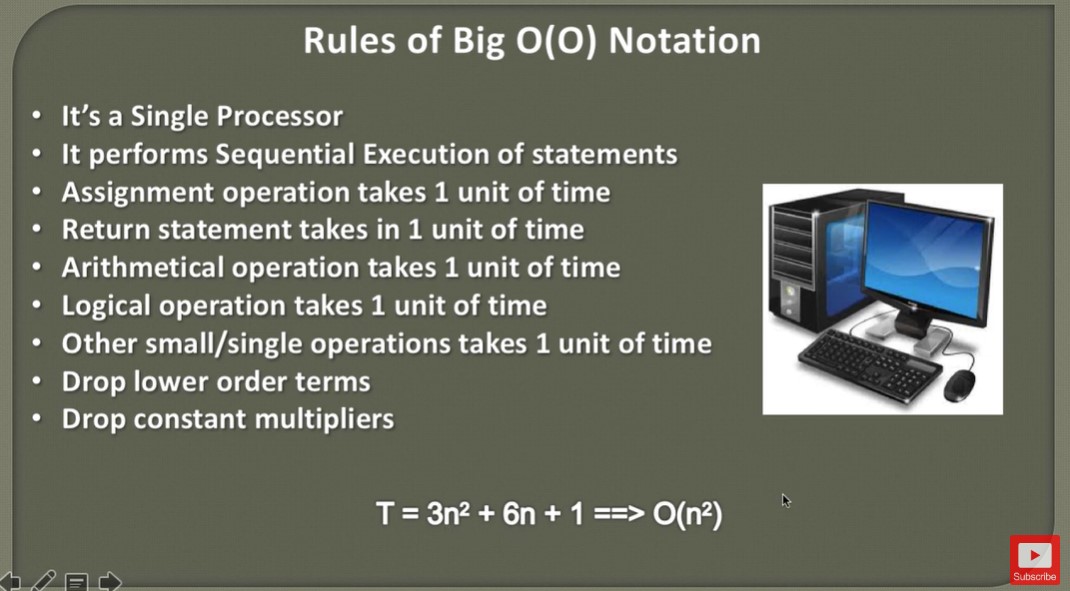 Rules of Big O(O) Notation
• It's a Single Processor
• It performs Sequential Execution of statements
• Assignment operation takes 1 unit of time
• Return statement takes in 1 unit of time
• Arithmetical operation takes 1 unit of time
• Logical operation takes 1 unit of time
• Other small/single operations takes 1 unit of time
• Drop lower order terms
• Drop constant multipliers
T = 3n² + 6n + 1 ==> O(n²)
Subscribe